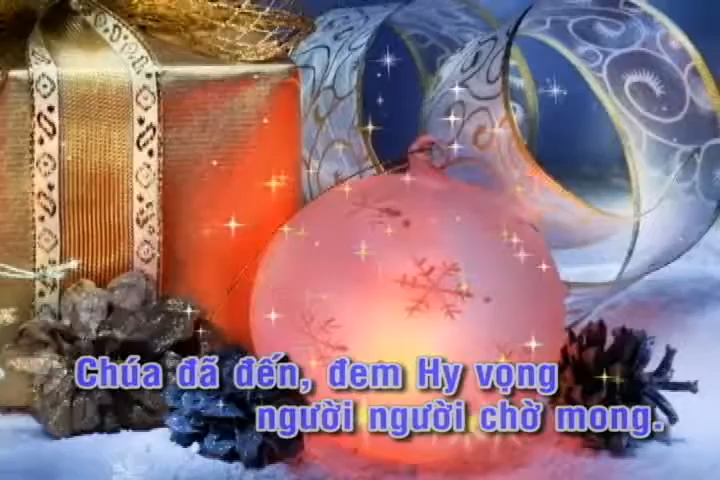 Chúa đã đến, đem Hy vọng
người người chờ mong.